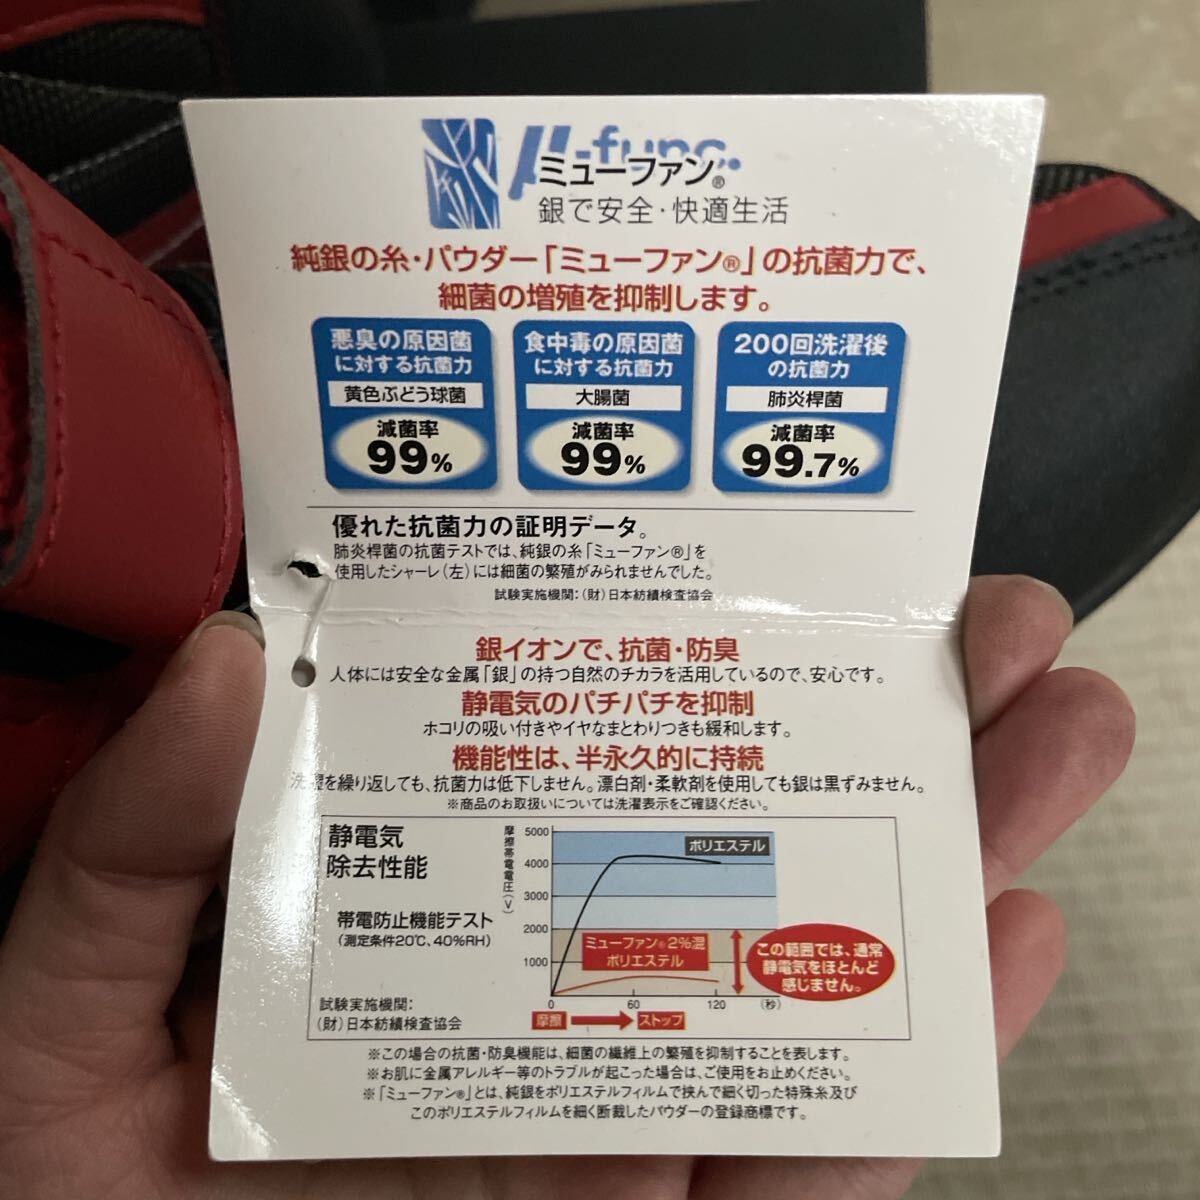 μ-func.
ミューファン®
銀で安全・快適生活
純銀の糸・パウダー「ミューファン®」の抗菌力で、
細菌の増殖を抑制します。
悪臭の原因菌
に対する抗菌力
黄色ぶどう球菌
減菌率
99%
食中毒の原因菌
に対する抗菌力
大腸菌
減菌率
99%
200回洗濯後
の抗菌力
肺炎桿菌
減菌率
99.7%
優れた抗菌力の証明データ。
肺炎桿菌の抗菌テストでは、純銀の糸「ミューファン®」を
使用したシャーレ(左)には細菌の繁殖がみられませんでした。
試験実施機関:(財)日本紡績検査協会
銀イオンで、抗菌・防臭
人体には安全な金属「銀」の持つ自然のチカラを活用しているので、安心です。
静電気のパチパチを抑制
ホコリの吸い付きやイヤなまとわりつきも緩和します。
機能性は、半永久的に持続
洗濯を繰り返しても、抗菌力は低下しません。漂白剤・柔軟剤を使用しても銀は黒ずみません。
※商品のお取扱いについては洗濯表示をご確認ください。
静電気
除去性能
帯電防止機能テスト
(測定条件20℃、40%RH)
試験実施機関:
(財)日本紡績検査協会
摩擦帯電電圧(V)
5000
4000
3000
2000
1000
0
60
120
(秒)
ポリエステル
ミューファン®2%混
ポリエステル
この範囲では、通常
静電気をほとんど
感じません。
摩擦
ストップ
※この場合の抗菌・防臭機能は、細菌の繊維上の繁殖を抑制することを表します。
※お肌に金属アレルギー等のトラブルが起こった場合は、ご使用をお止めください。
※「ミューファン®」とは、純銀をポリエステルフィルムで挟んで細く切った特殊糸及び
このポリエステルフィルムを細く断裁したパウダーの登録商標です。